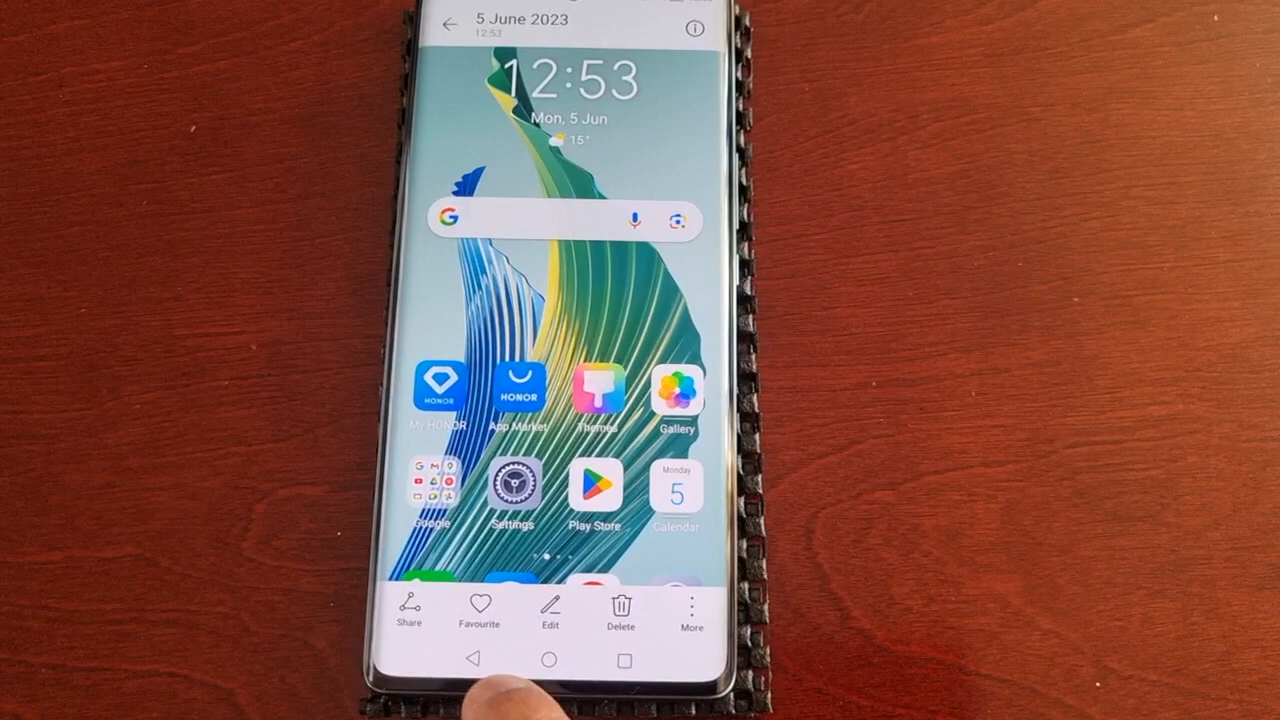 5 June 2023
12:53
12:53
Mon, 5 Jun
15°
HONOR
HONOR
My HONOR
App Market
Themes
Gallery
Monday
5
Google
Settings
Play Store
Calendar
Share
Favourite
Edit
Delete
More